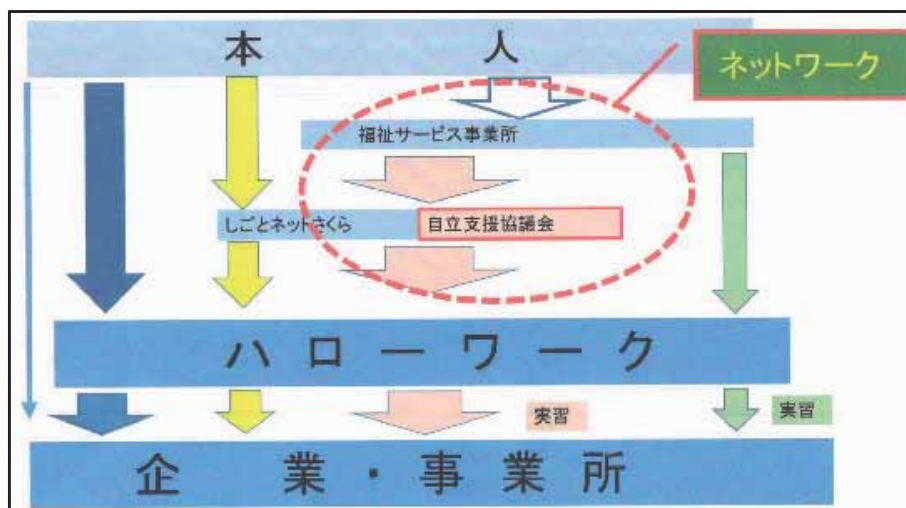 本人
ネットワーク
福祉サービス事業所
しごとネットさくら
自立支援協議会
ハローワーク
実習
実習
企業・事業所